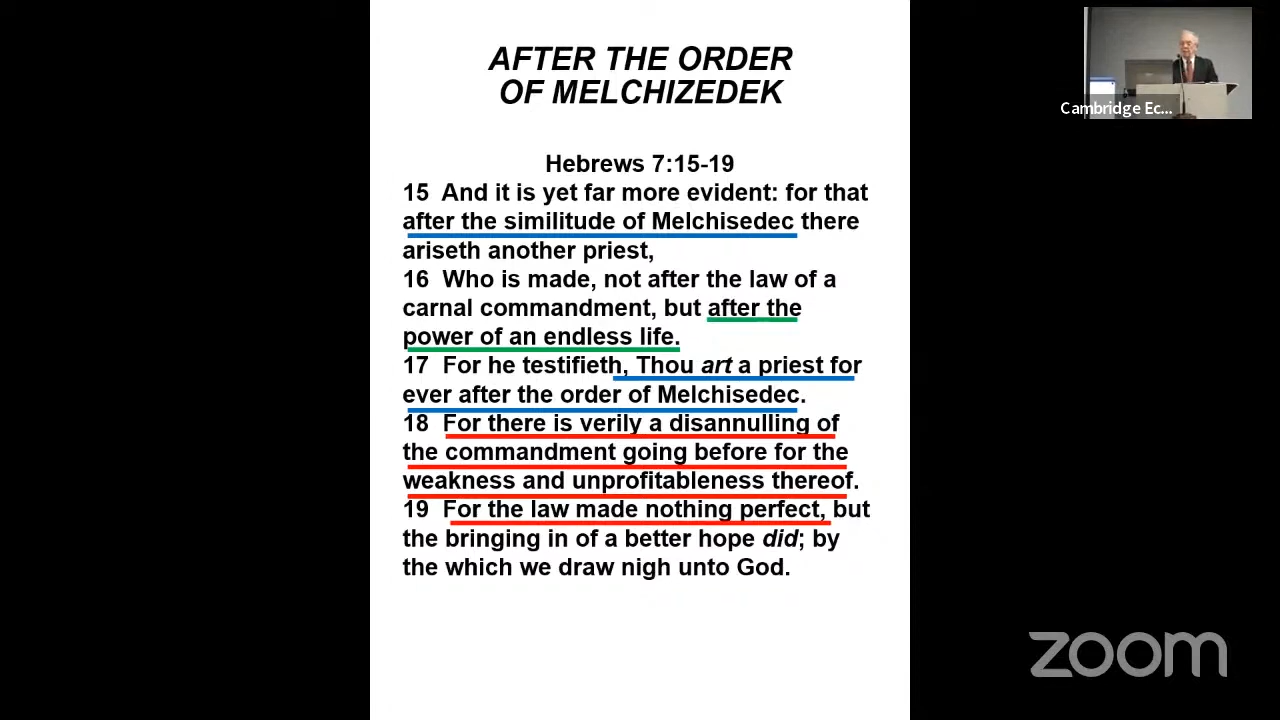 AFTER THE ORDER
OF MELCHIZEDEK
Hebrews 7:15-19
15 And it is yet far more evident: for that
after the similitude of Melchisedec there
ariseth another priest,
16 Who is made, not after the law of a
carnal commandment, but after the
power of an endless life.
17 For he testifieth, Thou art a priest for
ever after the order of Melchisedec.
18 For there is verily a disannulling of
the commandment going before for the
weakness and unprofitableness thereof.
19 For the law made nothing perfect, but
the bringing in of a better hope did; by
the which we draw nigh unto God.
Cambridge Ec...
zoom